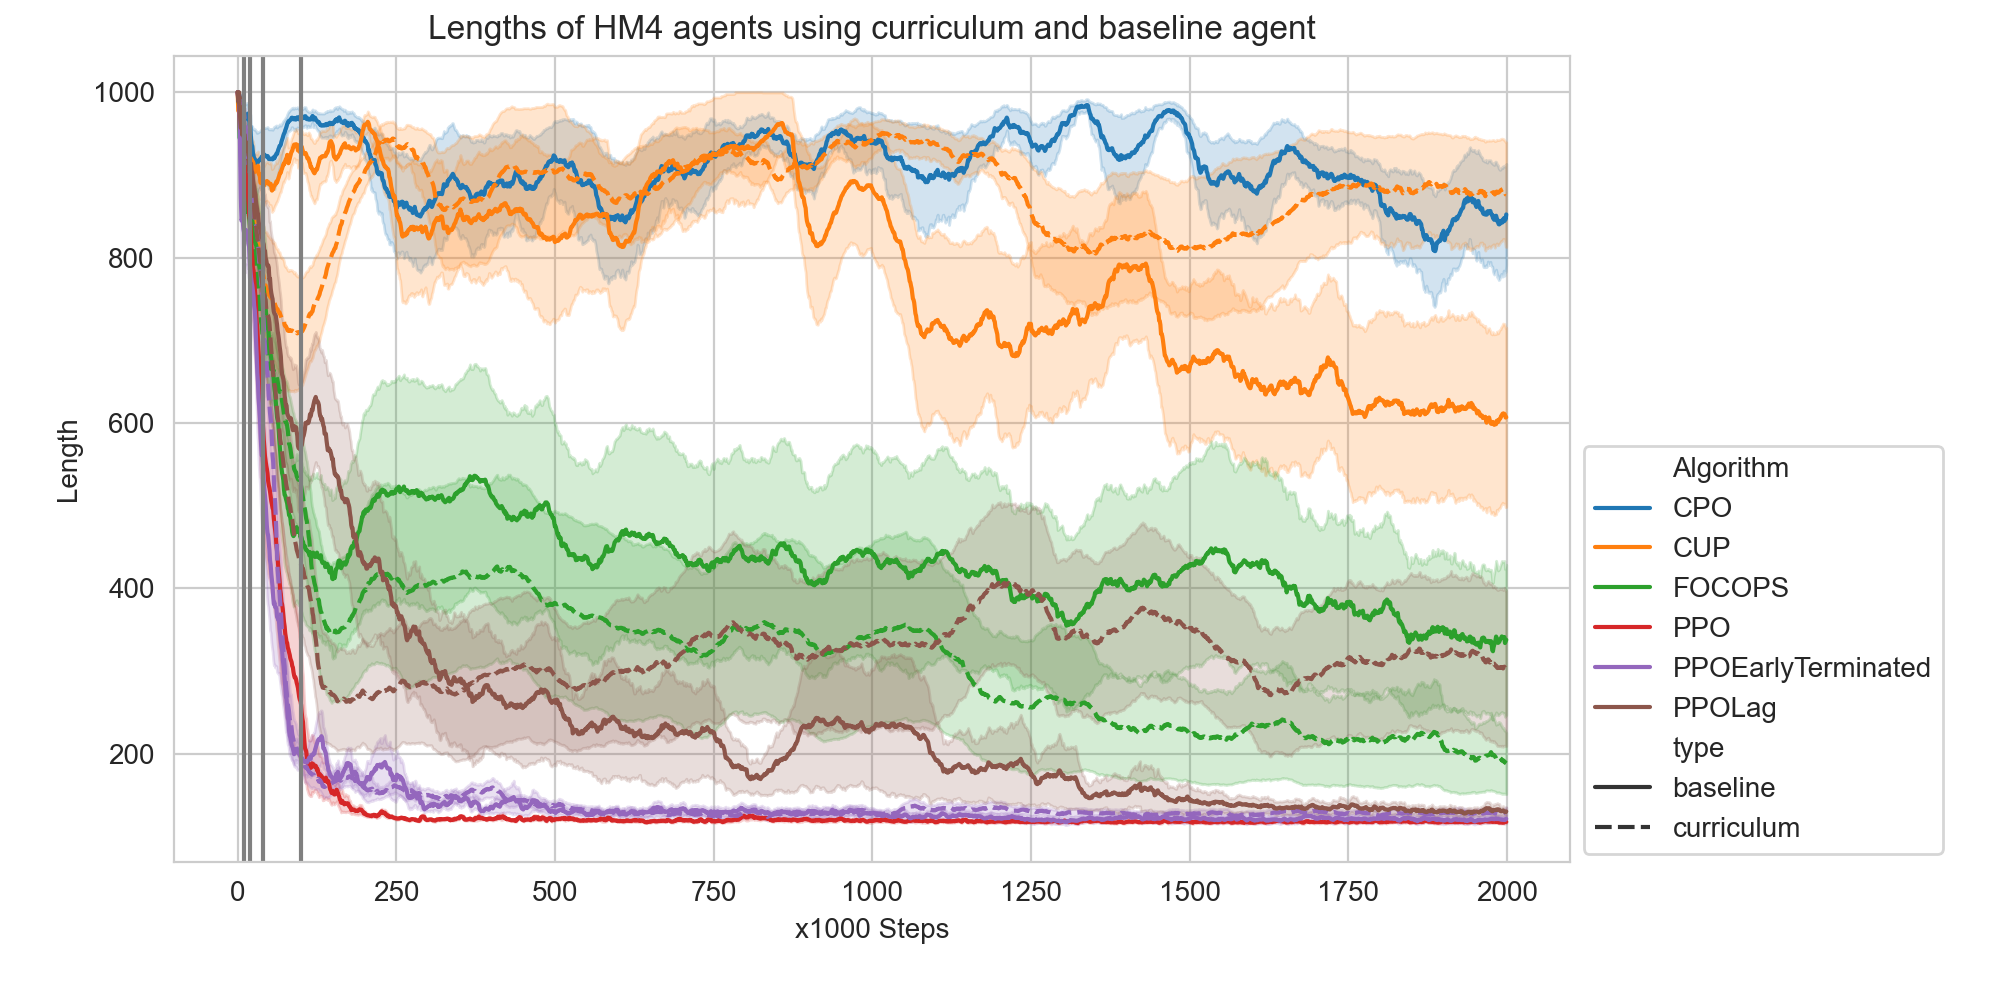 Lengths of HM4 agents using curriculum and baseline agent
1000
800
600
400
200
Length
0 250 500 750 1000 1250 1500 1750 2000
x1000 Steps
Algorithm
CPO
CUP
FOCOPS
PPO
PPOEarlyTerminated
PPOLag
type
baseline
curriculum